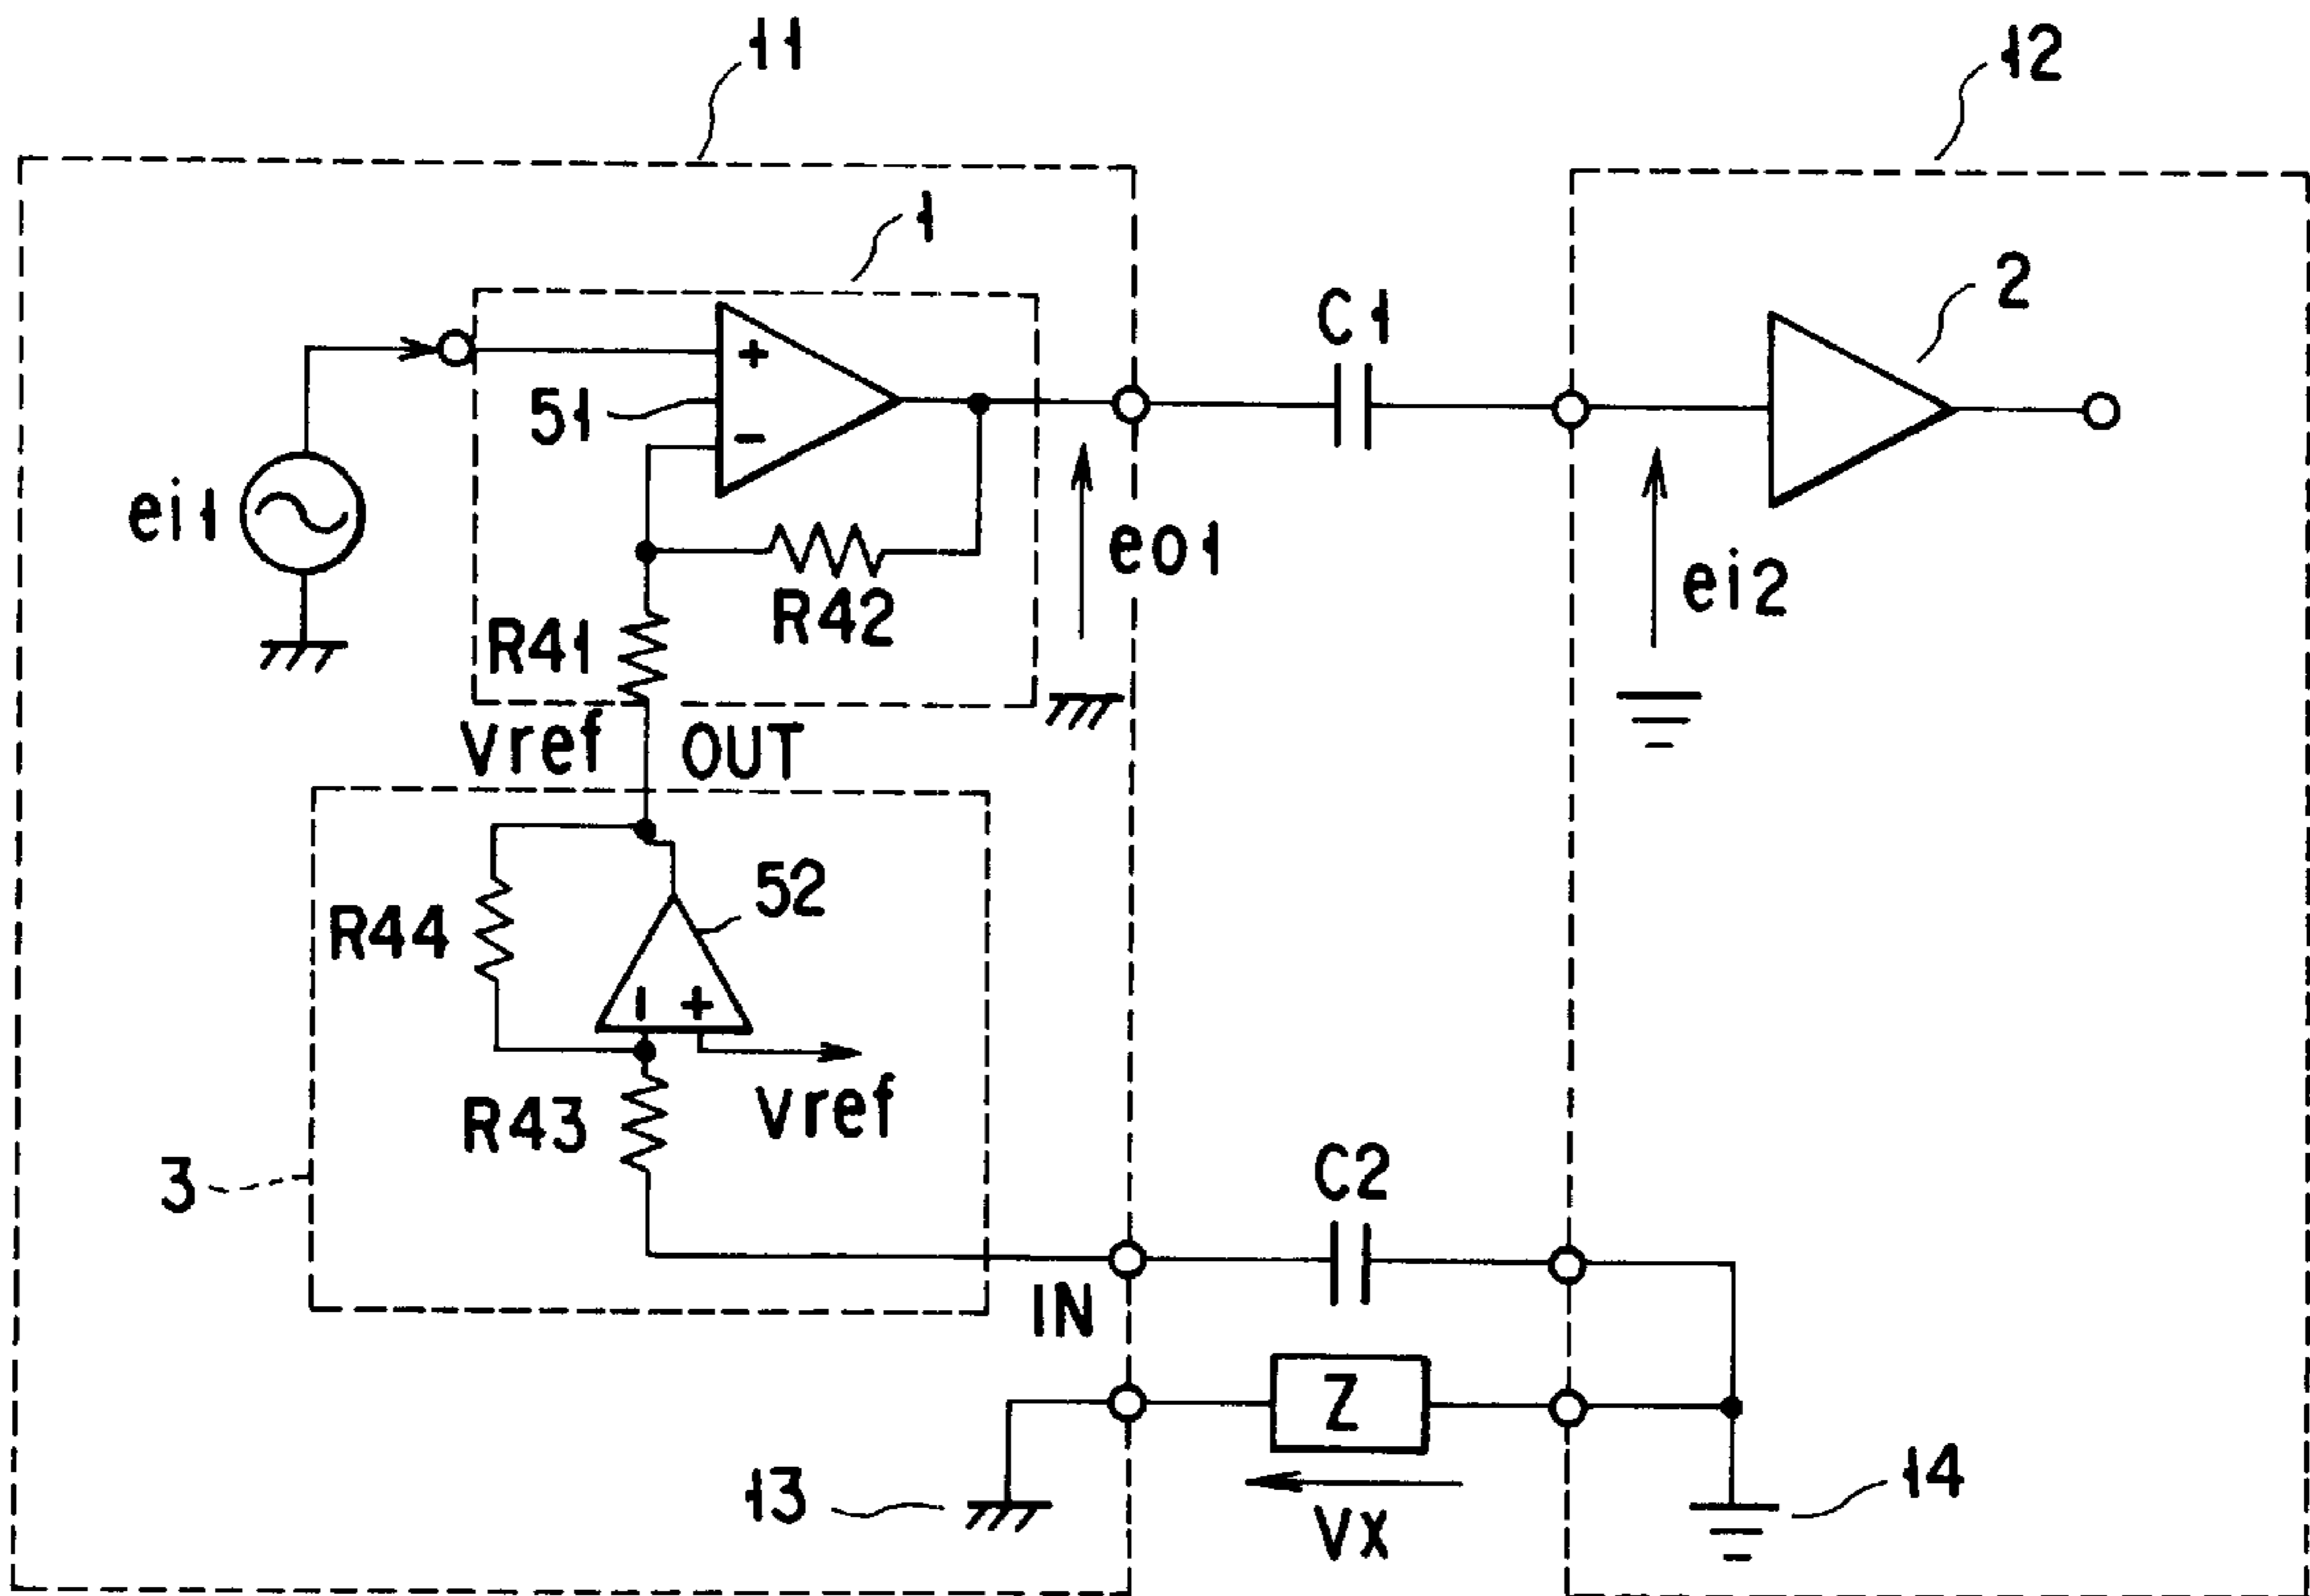 11
12
1
2
C1
+
51
-
ei1
eo1
ei2
R42
R41
Vref OUT
52
R44
- +
Vref
R43
3
C2
IN
Z
13
Vx
14